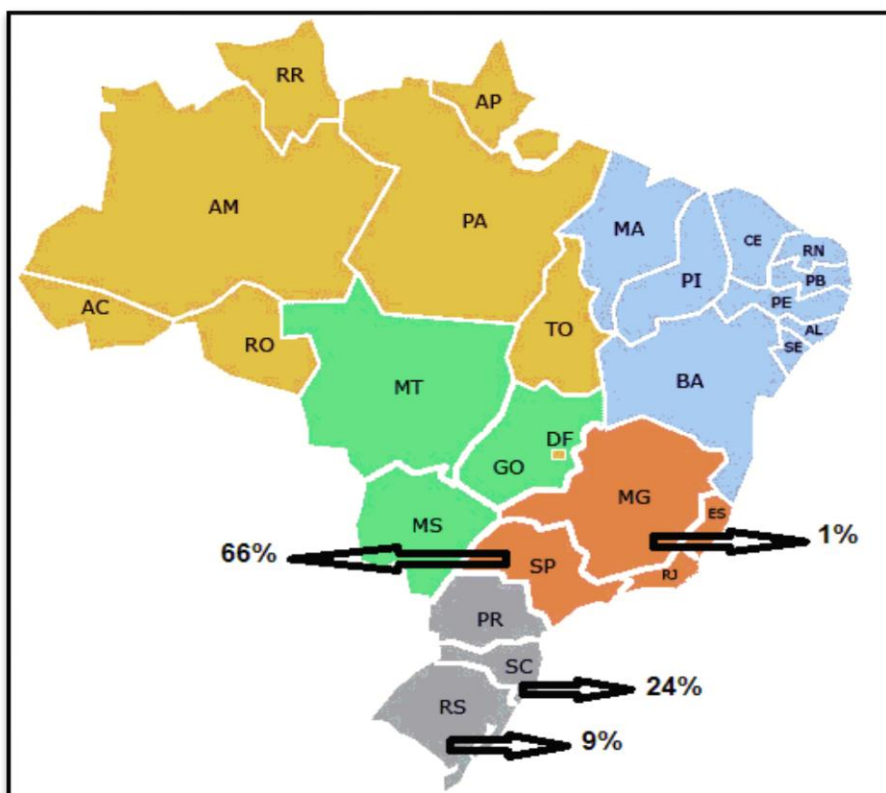 RR
AP
AM
PA
MA
CE
RN
PB
PI
PE
AL
SE
AC
RO
TO
BA
MT
DF
GO
MG
ES
MS
1%
66%
SP
RJ
PR
SC
24%
RS
9%